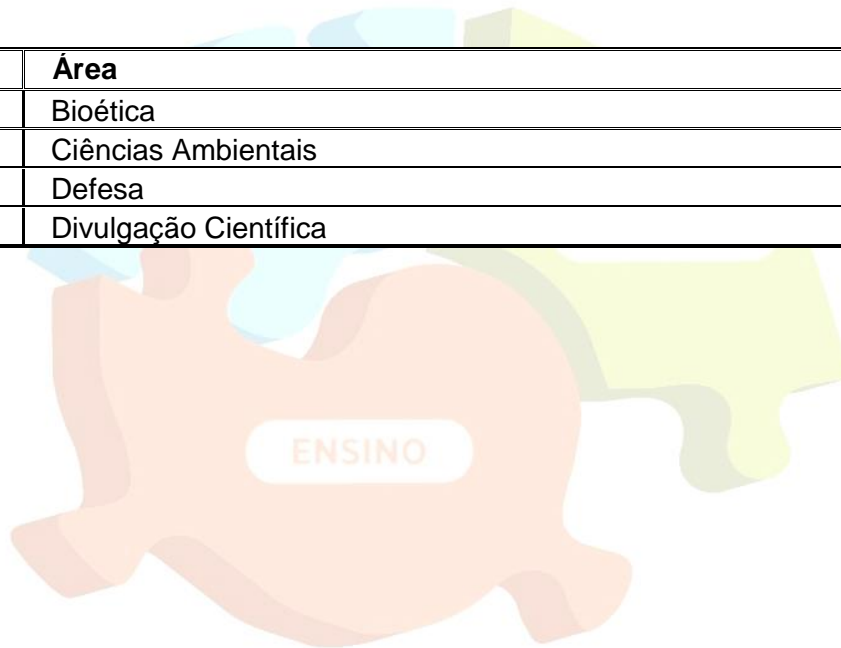 Área
Bioética
Ciências Ambientais
Defesa
Divulgação Científica
ENSINO